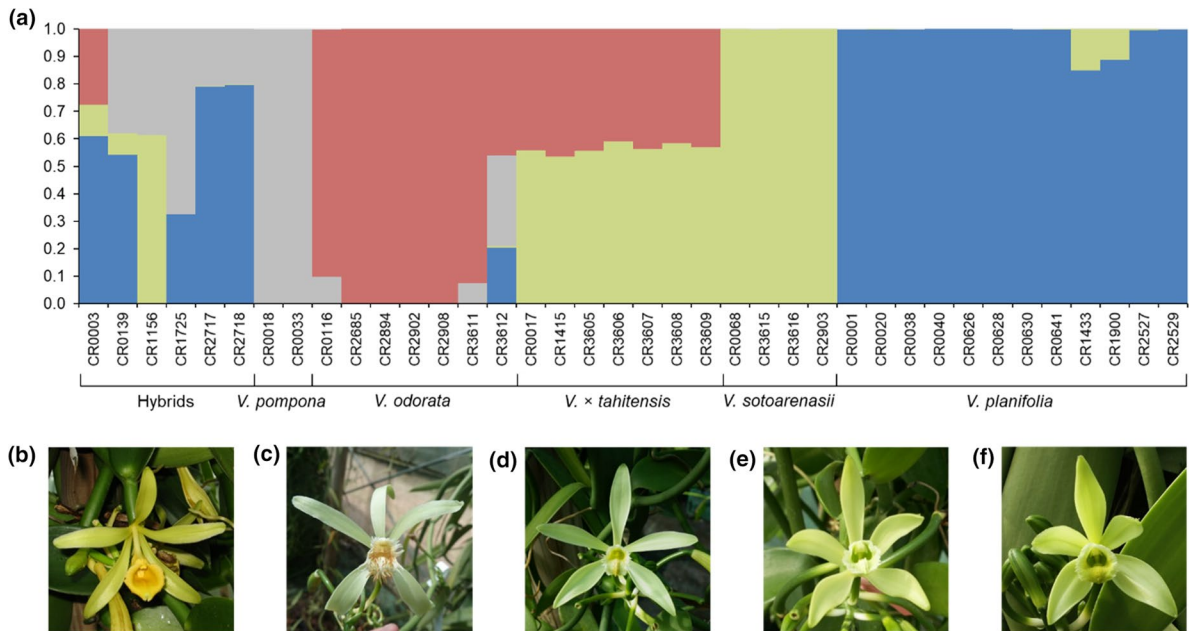 (a)
1.0
0.9
0.8
0.7
0.6
0.5
0.4
0.3
0.2
0.1
0.0
CR0003 CR0139 CR1156 CR1725 CR2717 CR2718 CR0018 CR0033 CR0116 CR2685 CR2894 CR2902 CR2908 CR3611 CR3612 CR0017 CR1415 CR3605 CR3606 CR3607 CR3608 CR3609 CR0068 CR3615 CR3616 CR2903 CR0001 CR0020 CR0038 CR0040 CR0626 CR0628 CR0630 CR0641 CR1433 CR1900 CR2527 CR2529
Hybrids V. pompona V. odorata V. × tahitensis V. sotoarenasii V. planifolia
(b) (c) (d) (e) (f)